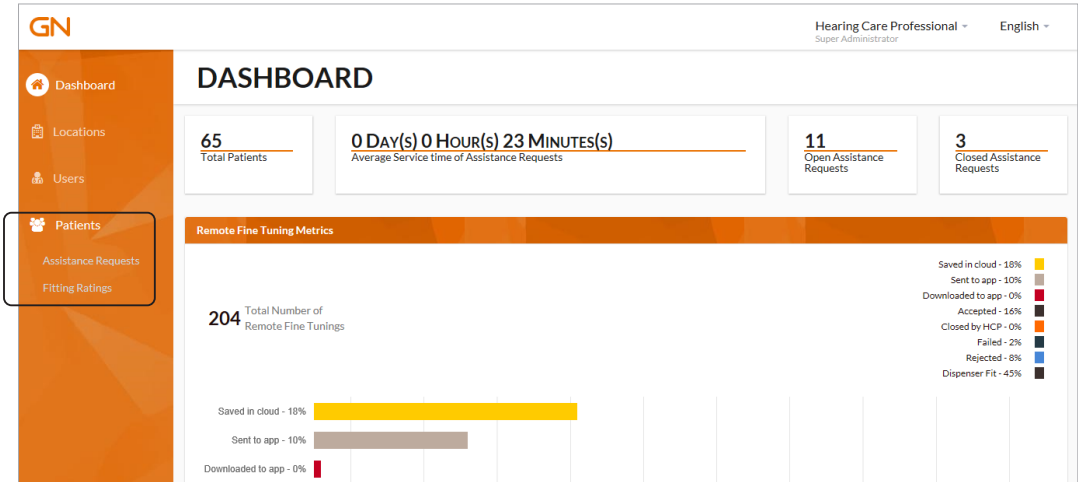 GN
Hearing Care Professional
English
Super Administrator
Dashboard
Locations
Users
Patients
Assistance Requests
Fitting Ratings
DASHBOARD
65
Total Patients
0 DAY(S) 0 HOUR(S) 23 MINUTES(S)
Average Service time of Assistance Requests
11
Open Assistance
Requests
3
Closed Assistance
Requests
Remote Fine Tuning Metrics
204
Total Number of
Remote Fine Tunings
Saved in cloud - 18%
Sent to app - 10%
Downloaded to app - 0%
Accepted - 16%
Closed by HCP - 0%
Failed - 2%
Rejected - 8%
Dispenser Fit - 45%
Saved in cloud - 18%
Sent to app - 10%
Downloaded to app - 0%